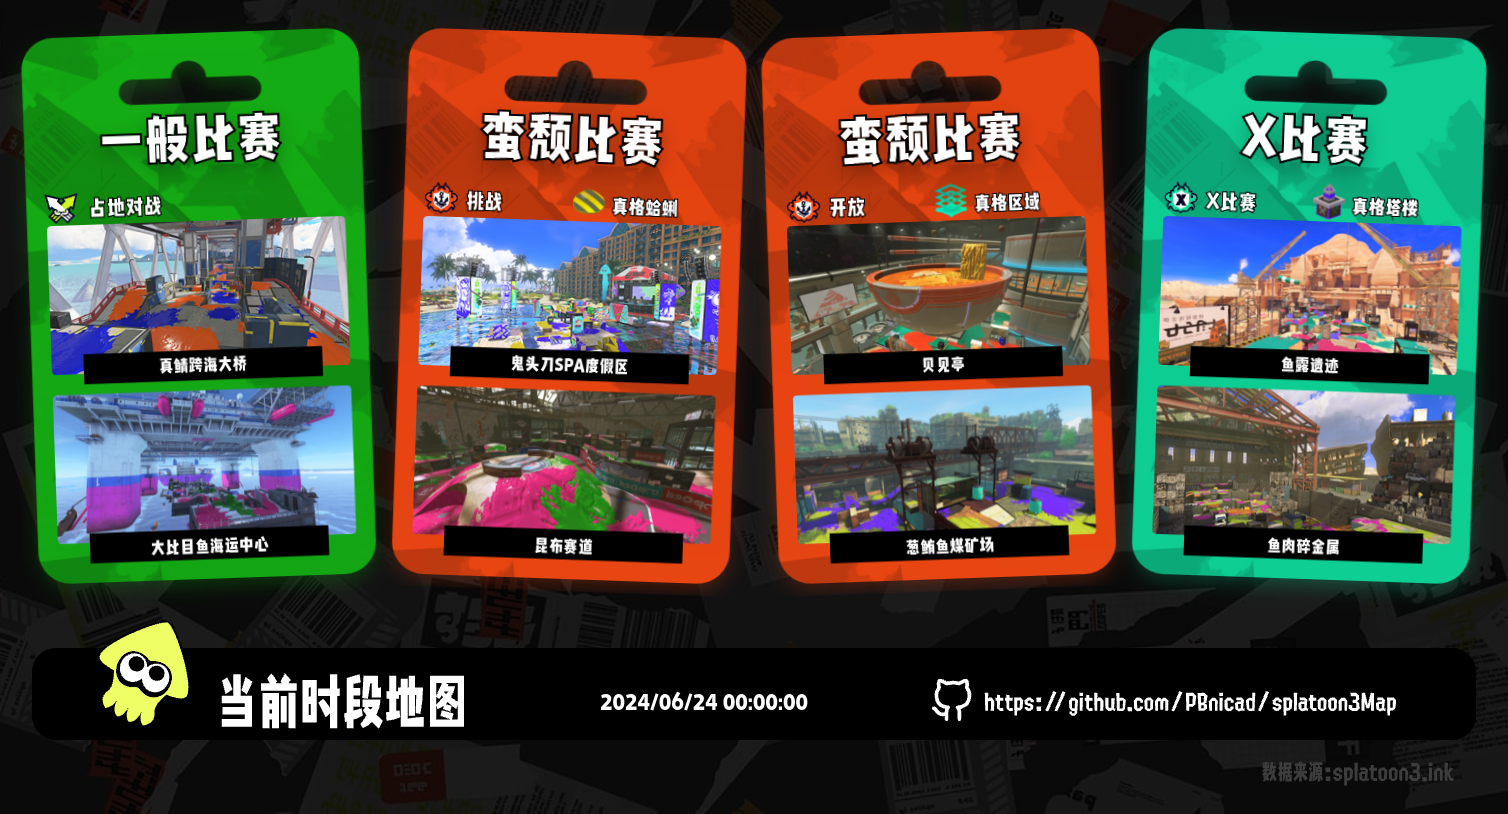 一般比赛
占地对战
真鲭跨海大桥
大比目鱼海运中心
蛮颓比赛
挑战
真格蛤蜊
鬼头刀SPA度假区
昆布赛道
蛮颓比赛
开放
真格区域
贝见亭
葱鲔鱼煤矿场
X比赛
X比赛
真格塔楼
鱼露遗迹
鱼肉碎金属
当前时段地图
2024/06/24 00:00:00
https://github.com/PBnicad/splatoon3Map
数据来源:splatoon3.ink